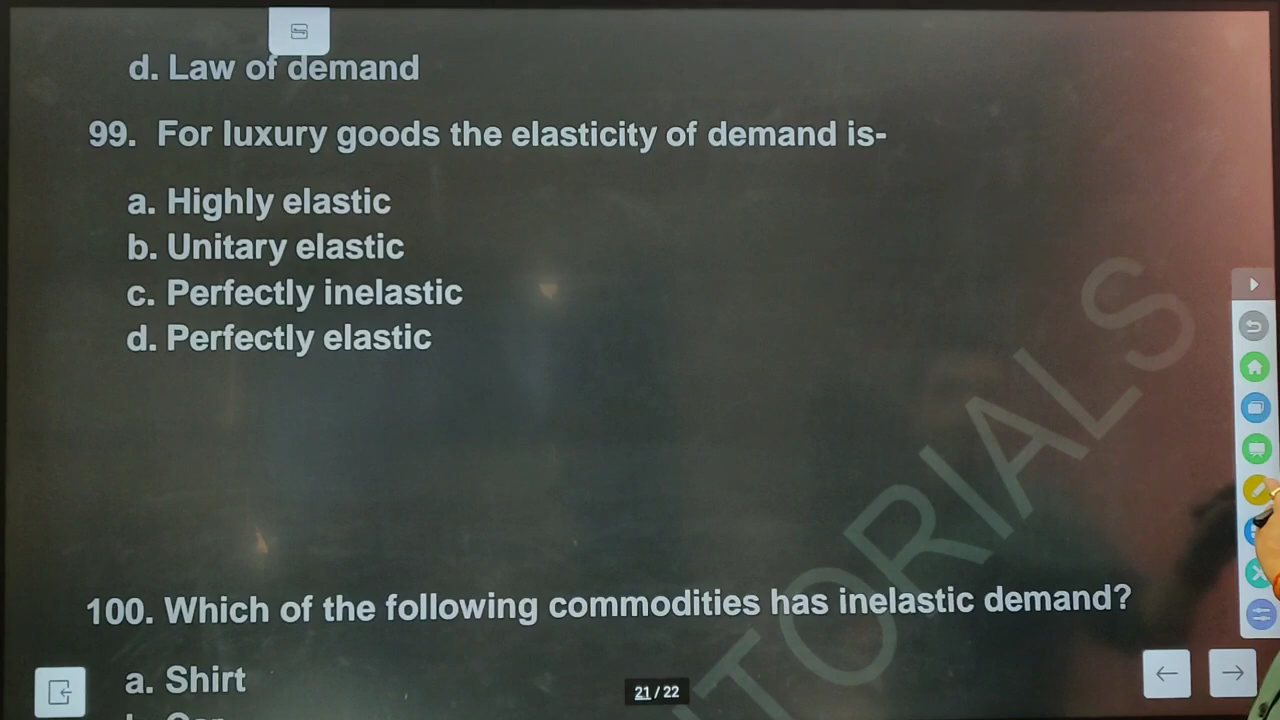 d. Law of demand
99. For luxury goods the elasticity of demand is-
a. Highly elastic
b. Unitary elastic
c. Perfectly inelastic
d. Perfectly elastic
100. Which of the following commodities has inelastic demand?
a. Shirt
21 / 22